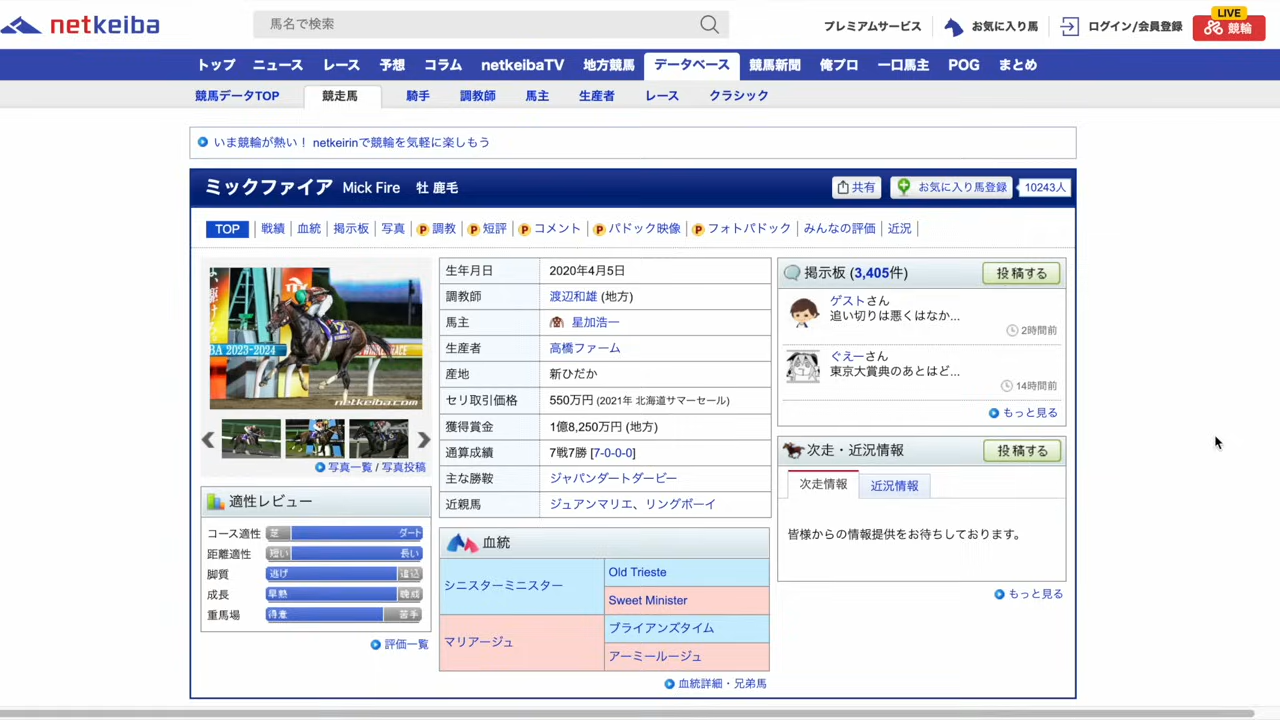 netkeiba
馬名で検索
プレミアムサービス
お気に入り馬
ログイン/会員登録
LIVE
競輪
トップ ニュース レース 予想 コラム netkeibaTV 地方競馬 データベース 競馬新聞 俺プロ 一口馬主 POG まとめ
競馬データTOP 競走馬 騎手 調教師 馬主 生産者 レース クラシック
いま競輪が熱い！ netkeirinで競輪を気軽に楽しもう
ミックファイア Mick Fire 牡 鹿毛
共有
お気に入り馬登録
10243人
TOP 戦績 血統 掲示板 写真 P 調教 P 短評 P コメント P パドック映像 P フォトパドック みんなの評価 近況
BA 2023-2024
netkeiba.com
写真一覧 / 写真投稿
生年月日 2020年4月5日
調教師 渡辺和雄 (地方)
馬主 星加浩一
生産者 高橋ファーム
産地 新ひだか
セリ取引価格 550万円 (2021年 北海道サマーセール)
獲得賞金 1億8,250万円 (地方)
通算成績 7戦7勝 [7-0-0-0]
主な勝鞍 ジャパンダートダービー
近親馬 ジュアンマリエ、リングボーイ
掲示板 (3,405件)
投稿する
ゲストさん
追い切りは悪くはなか...
2時間前
ぐえーさん
東京大賞典のあとはど...
14時間前
もっと見る
次走・近況情報
投稿する
次走情報 近況情報
皆様からの情報提供をお待ちしております。
もっと見る
適性レビュー
コース適性 芝 ダート
距離適性 短い 長い
脚質 逃げ 追込
成長 早熟 晩成
重馬場 得意 苦手
評価一覧
血統
シニスターミニスター
Old Trieste
Sweet Minister
マリアージュ
ブライアンズタイム
アーミールージュ
血統詳細・兄弟馬